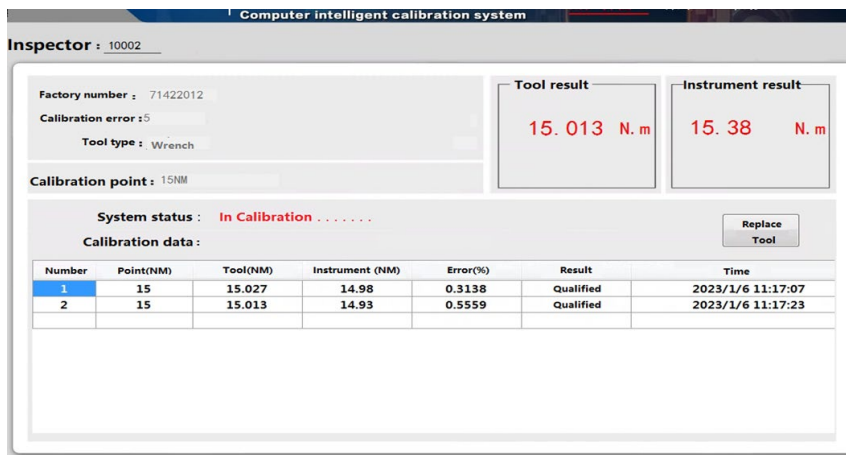 Computer intelligent calibration system
Inspector : 10002
Factory number : 71422012
Calibration error :5
Tool type : Wrench
Calibration point : 15NM
Tool result
15. 013 N. m
Instrument result
15. 38 N. m
System status : In Calibration . . . . . . .
Calibration data :
Replace
Tool
Number Point(NM) Tool(NM) Instrument (NM) Error(%) Result Time
1 15 15.027 14.98 0.3138 Qualified 2023/1/6 11:17:07
2 15 15.013 14.93 0.5559 Qualified 2023/1/6 11:17:23